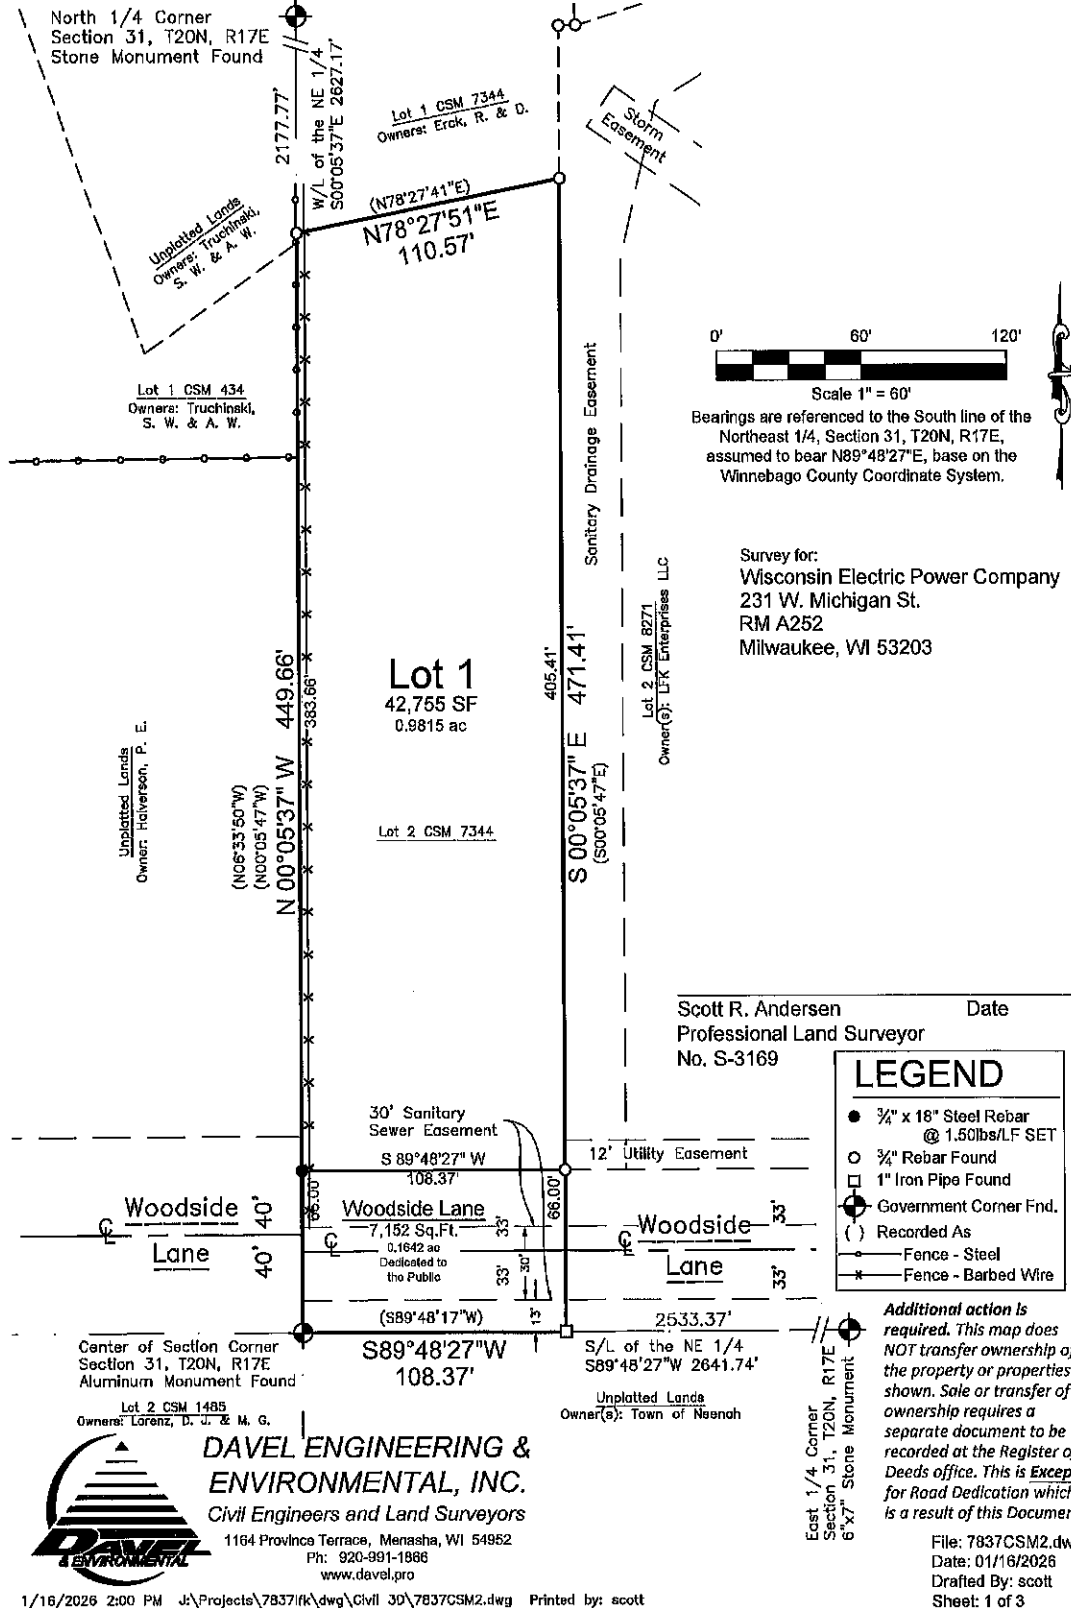 North 1/4 Corner
Section 31, T20N, R17E
Stone Monument Found
2177.77'
W/L of the NE 1/4
S00°05'37"E 2627.17'
Lot 1 CSM 7344
Owners: Erck, R. & D.
Storm
Easement
(N78°27'41"E)
N78°27'51"E
110.57'
Unplatted Lands
Owners: Truchinski,
S. W. & A. W.
Lot 1 CSM 434
Owners: Truchinski,
S. W. & A. W.
Sanitary Drainage Easement
0' 60' 120'
Scale 1" = 60'
Bearings are referenced to the South line of the
Northeast 1/4, Section 31, T20N, R17E,
assumed to bear N89°48'27"E, base on the
Winnebago County Coordinate System.
Survey for:
Wisconsin Electric Power Company
231 W. Michigan St.
RM A252
Milwaukee, WI 53203
Lot 1
42,755 SF
0.9815 ac
Lot 2 CSM 7344
N 00°05'37" W 449.66'
383.66'
(N00°05'47"W)
(N06°33'50"W)
Unplatted Lands
Owner: Halverson, P. E.
405.41'
S 00°05'37" E 471.41'
(S00°05'47"E)
Lot 2 CSM 8271
Owner(s): LFK Enterprises LLC
Scott R. Andersen Date
Professional Land Surveyor
No. S-3169
LEGEND
¾" x 18" Steel Rebar
@ 1.50lbs/LF SET
¾" Rebar Found
1" Iron Pipe Found
Government Corner Fnd.
( ) Recorded As
Fence - Steel
Fence - Barbed Wire
30' Sanitary
Sewer Easement
12' Utility Easement
S 89°48'27" W
108.37'
66.00'
66.00'
Woodside
Lane
40'
40'
Woodside Lane
7,152 Sq.Ft.
0.1642 ac
Dedicated to
the Public
33'
33'
30'
13'
Woodside
Lane
33'
33'
(S89°48'17"W)
S89°48'27"W
108.37'
2533.37'
S/L of the NE 1/4
S89°48'27"W 2641.74'
Center of Section Corner
Section 31, T20N, R17E
Aluminum Monument Found
Lot 2 CSM 1485
Owners: Lorenz, D. J. & M. G.
Unplatted Lands
Owner(s): Town of Neenah
East 1/4 Corner
Section 31, T20N, R17E
6"x7" Stone Monument
Additional action is
required. This map does
NOT transfer ownership o
the property or properties
shown. Sale or transfer of
ownership requires a
separate document to be
recorded at the Register o
Deeds office. This is Excep
for Road Dedication which
is a result of this Documen
DAVEL ENGINEERING &
ENVIRONMENTAL, INC.
Civil Engineers and Land Surveyors
1164 Province Terrace, Menasha, WI 54952
Ph: 920-991-1866
www.davel.pro
DAVEL
& ENVIRONMENTAL
File: 7837CSM2.dw
Date: 01/16/2026
Drafted By: scott
Sheet: 1 of 3
1/16/2026 2:00 PM J:\Projects\7837lfk\dwg\Civil 3D\7837CSM2.dwg Printed by: scott